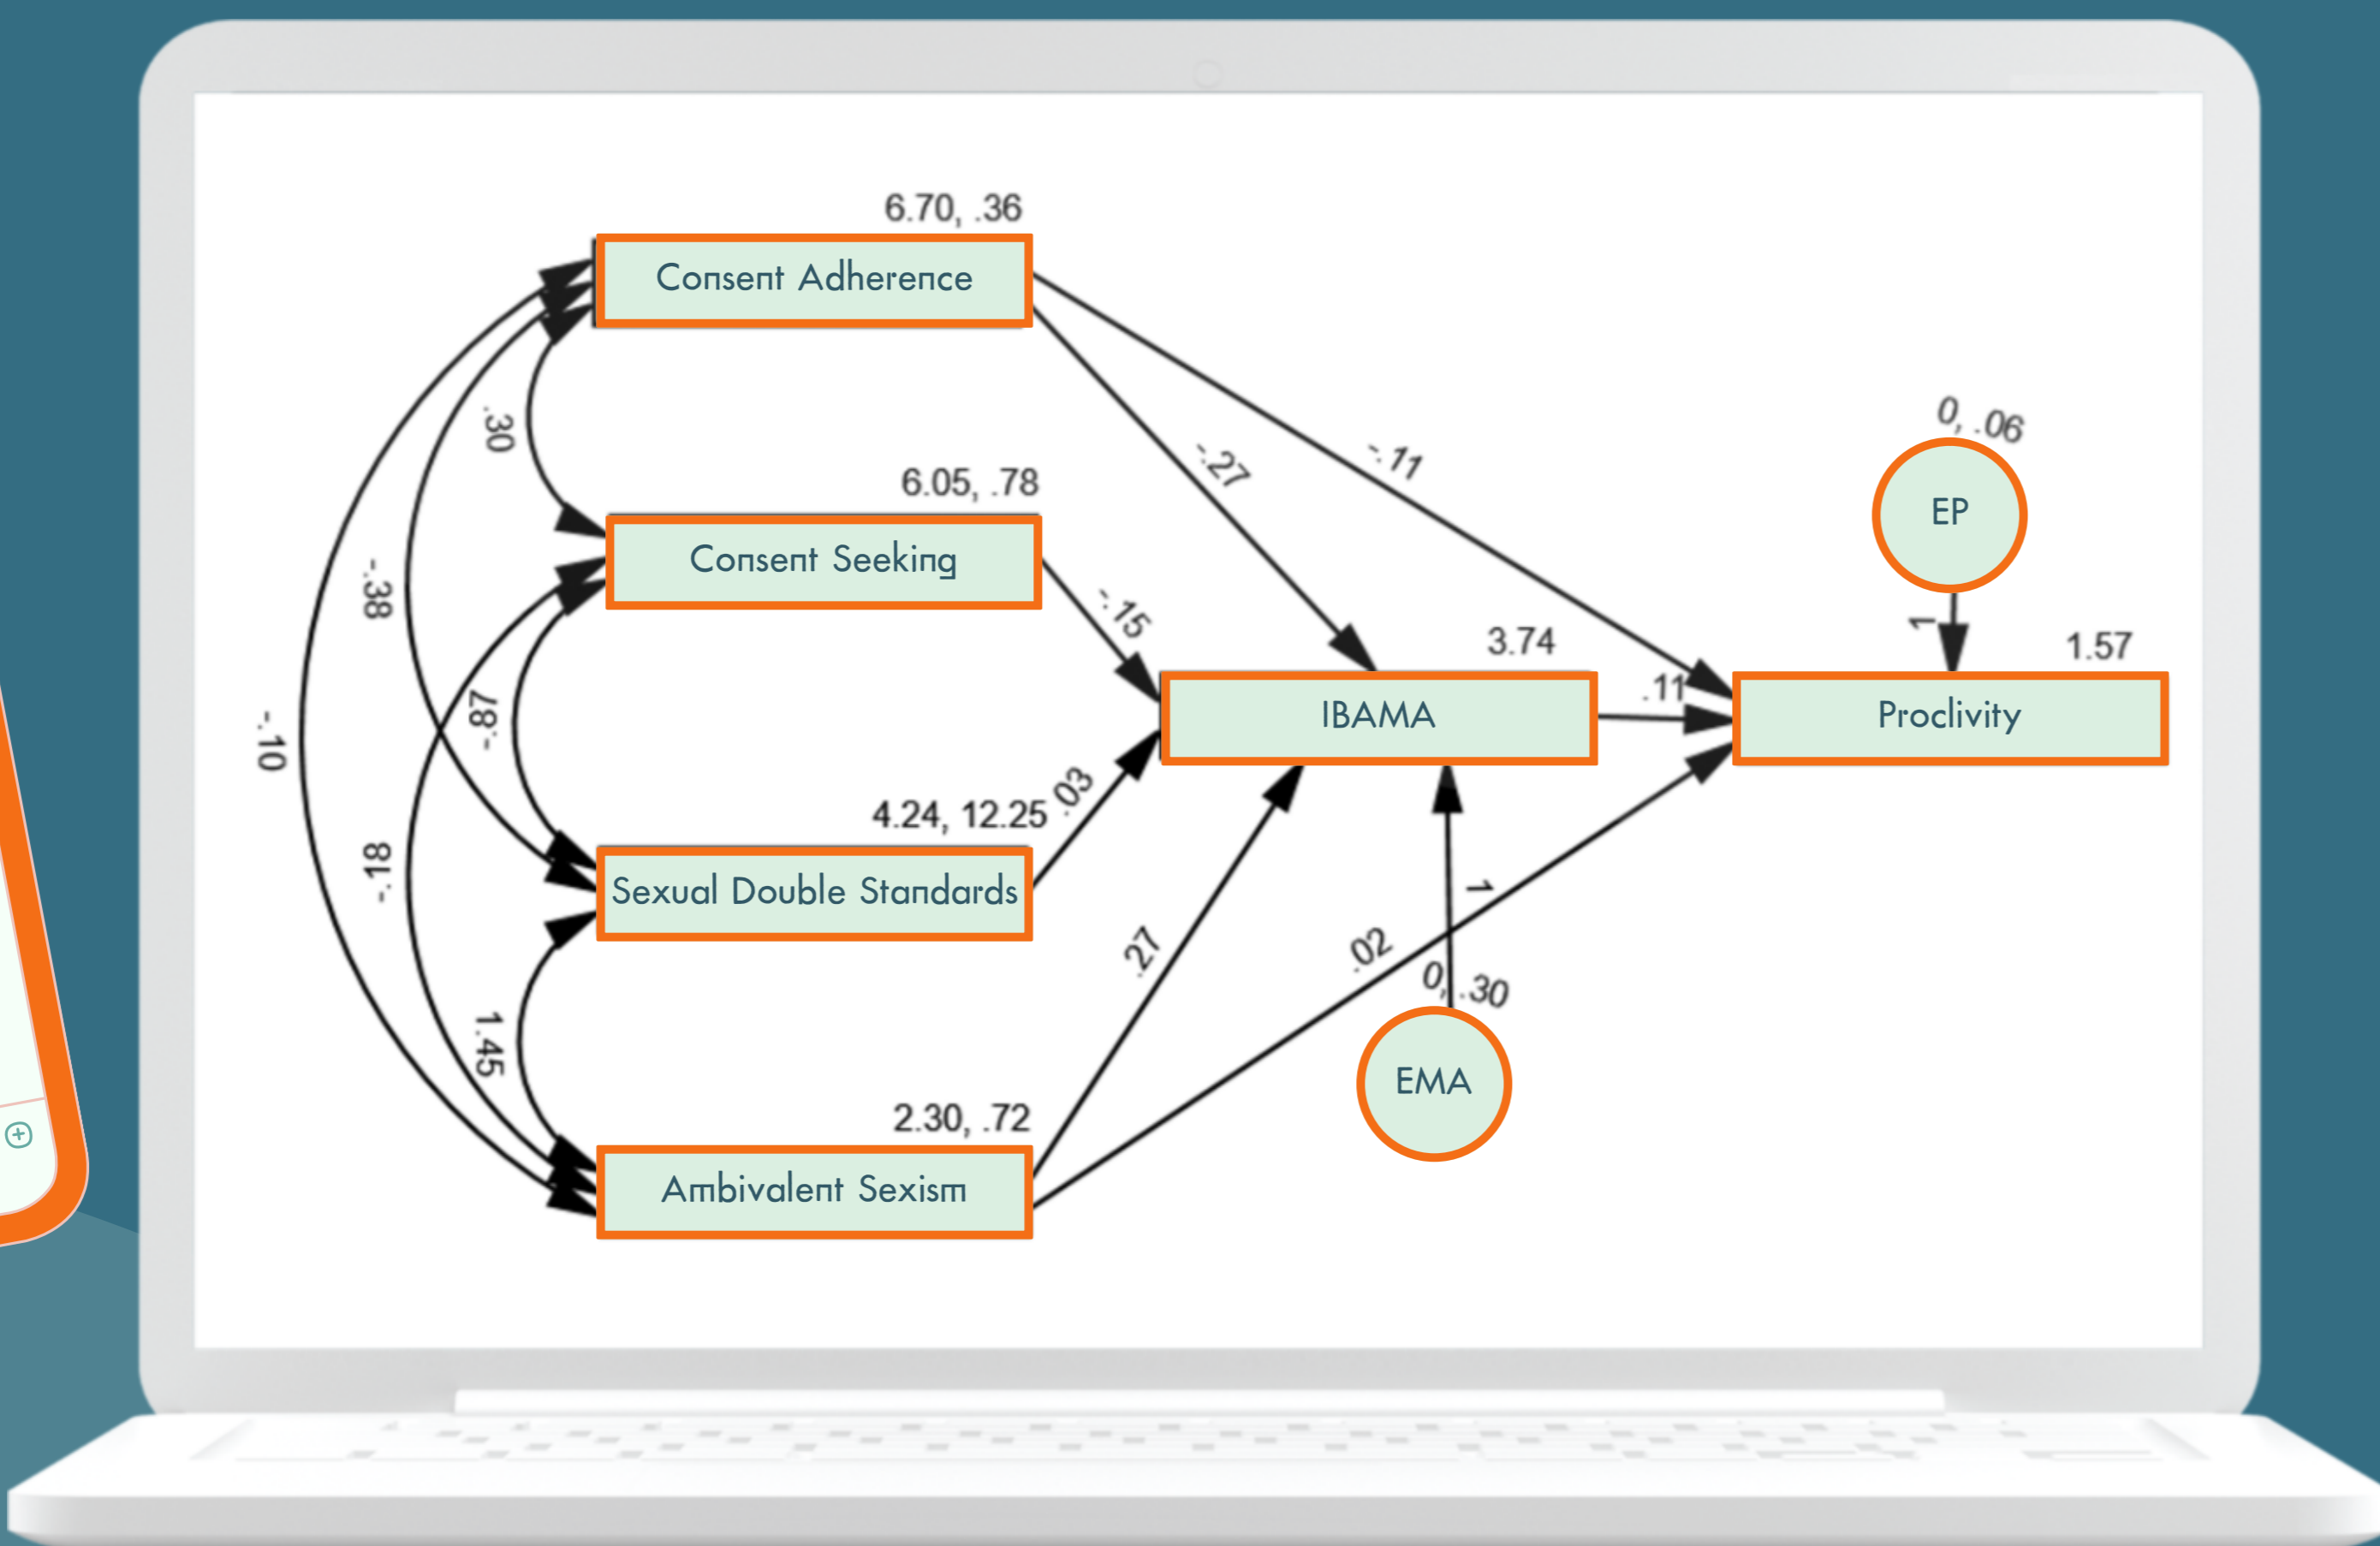 6.70, .36
Consent Adherence
.30
-.27
-.11
0, .06
EP
6.05, .78
Consent Seeking
-.38
-.15
1
3.74
1.57
-.87
.11
IBAMA
Proclivity
-.10
.03
4.24, 12.25
-.18
Sexual Double Standards
1
.27
.02
0, .30
1.45
EMA
2.30, .72
Ambivalent Sexism